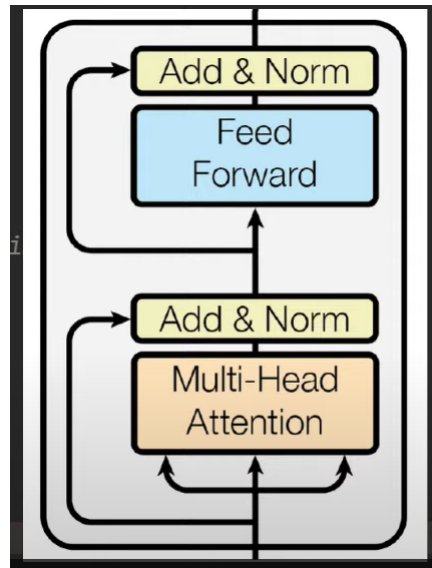 Add & Norm
Feed
Forward
i
Add & Norm
Multi-Head
Attention